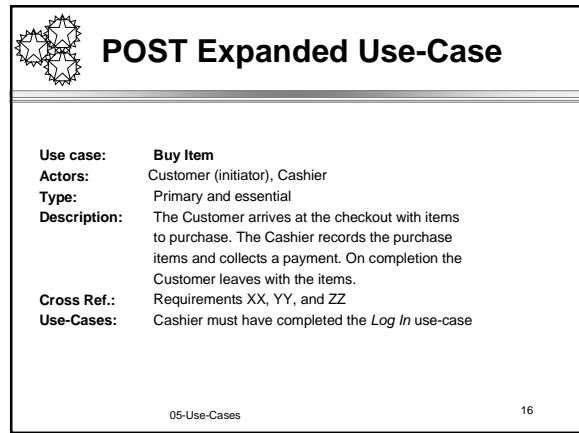 POST Expanded Use-Case
Use case: Buy Item
Actors: Customer (initiator), Cashier
Type: Primary and essential
Description: The Customer arrives at the checkout with items
to purchase. The Cashier records the purchase
items and collects a payment. On completion the
Customer leaves with the items.
Cross Ref.: Requirements XX, YY, and ZZ
Use-Cases: Cashier must have completed the Log In use-case
05-Use-Cases 16